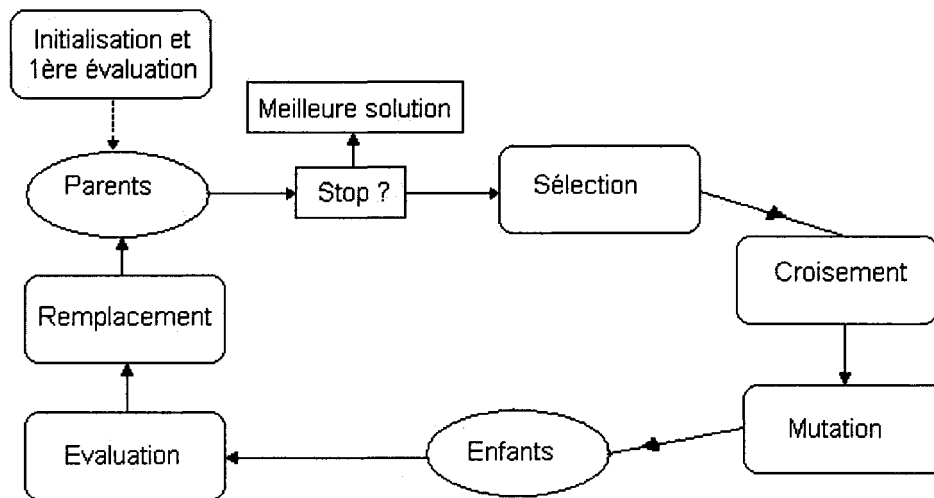 Initialisation et
1ère évaluation
Meilleure solution
Parents
Stop ?
Sélection
Croisement
Remplacement
Mutation
Enfants
Evaluation